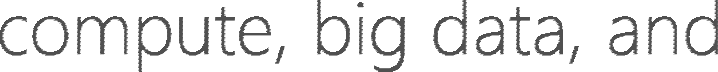 compute, big data, and